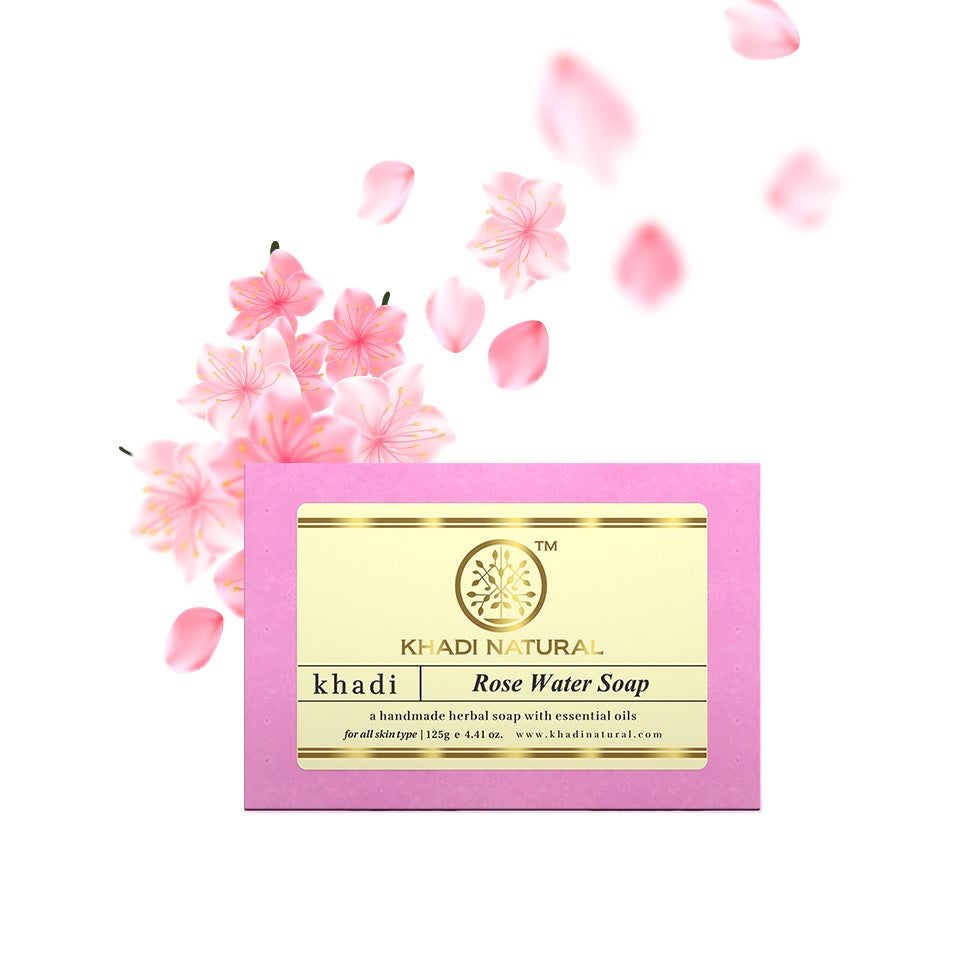 TM
KHADI NATURAL
khadi Rose Water Soap
a handmade herbal soap with essential oils
for all skin type | 125g e 4.41 oz. www.khadinatural.com